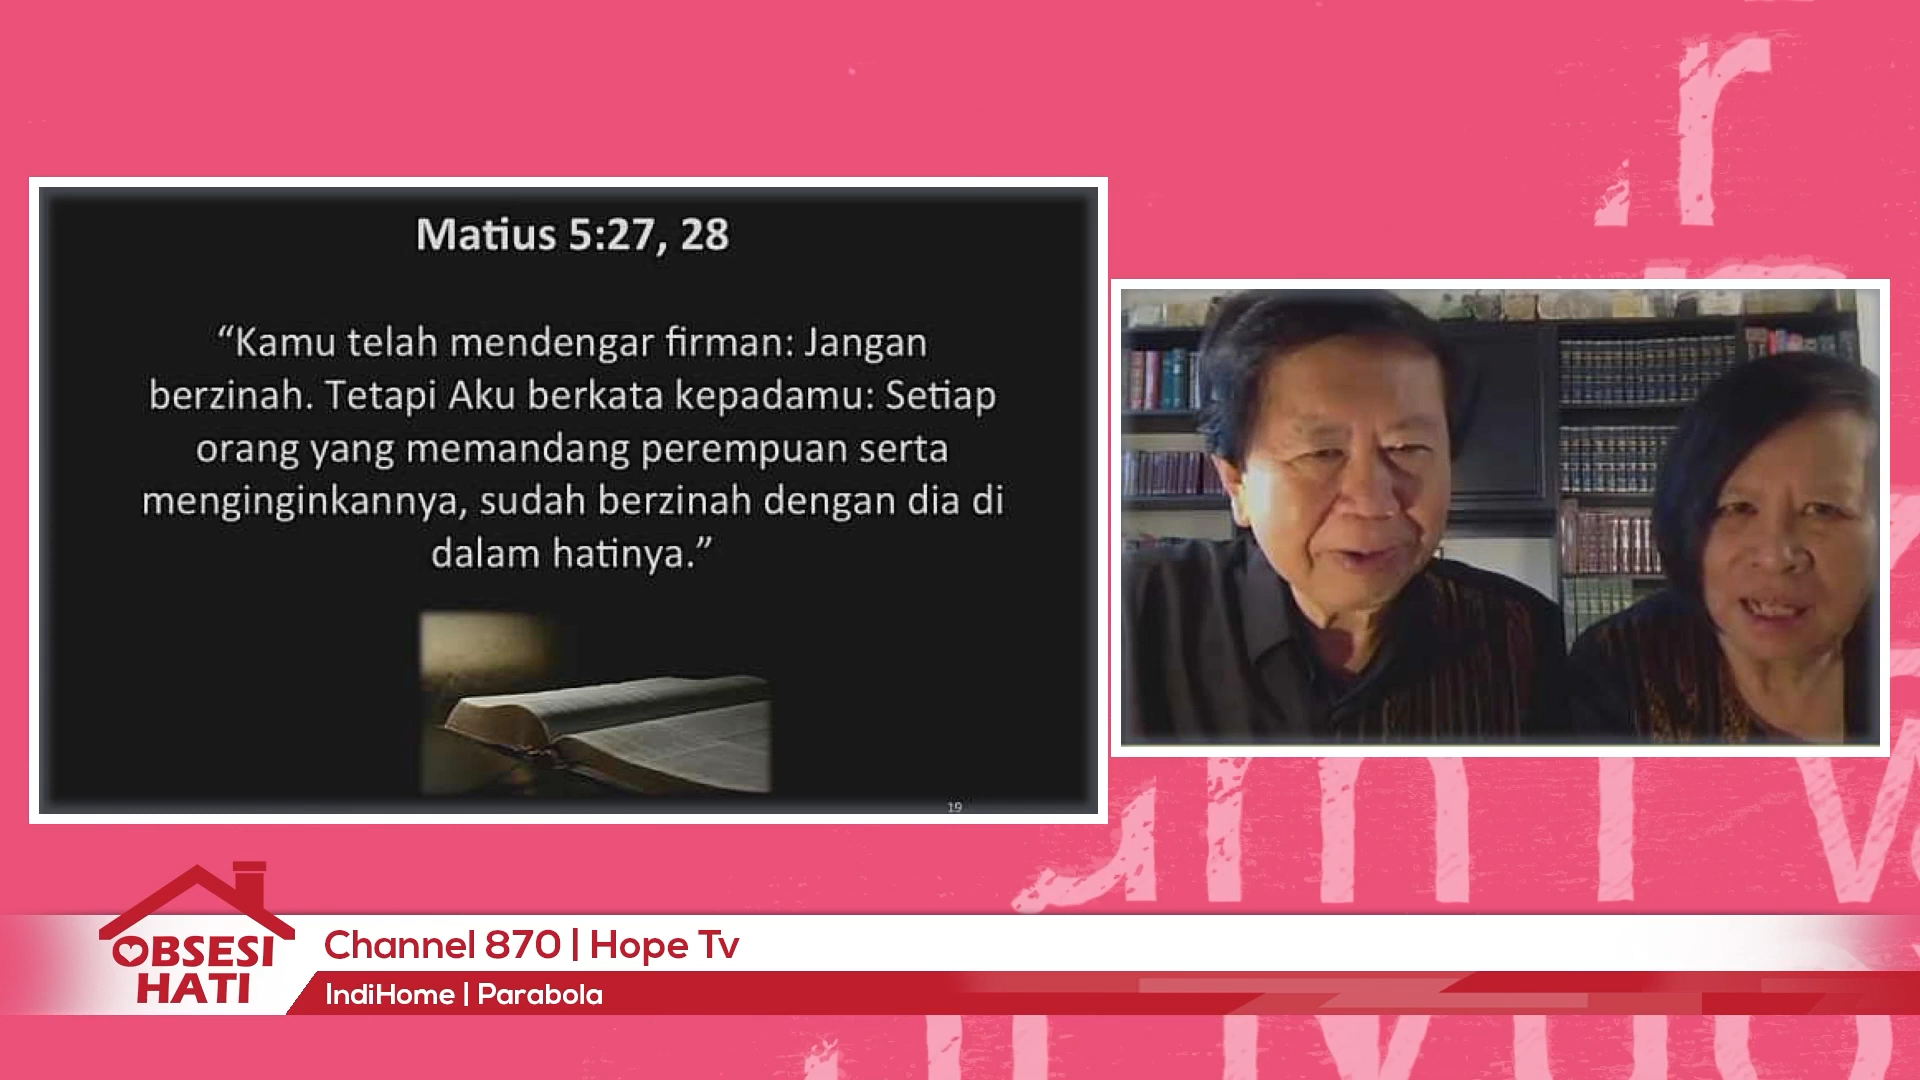 Matius 5:27, 28
“Kamu telah mendengar firman: Jangan
berzinah. Tetapi Aku berkata kepadamu: Setiap
orang yang memandang perempuan serta
menginginkannya, sudah berzinah dengan dia di
dalam hatinya.”
19
OBSESI
HATI
Channel 870 | Hope Tv
IndiHome | Parabola